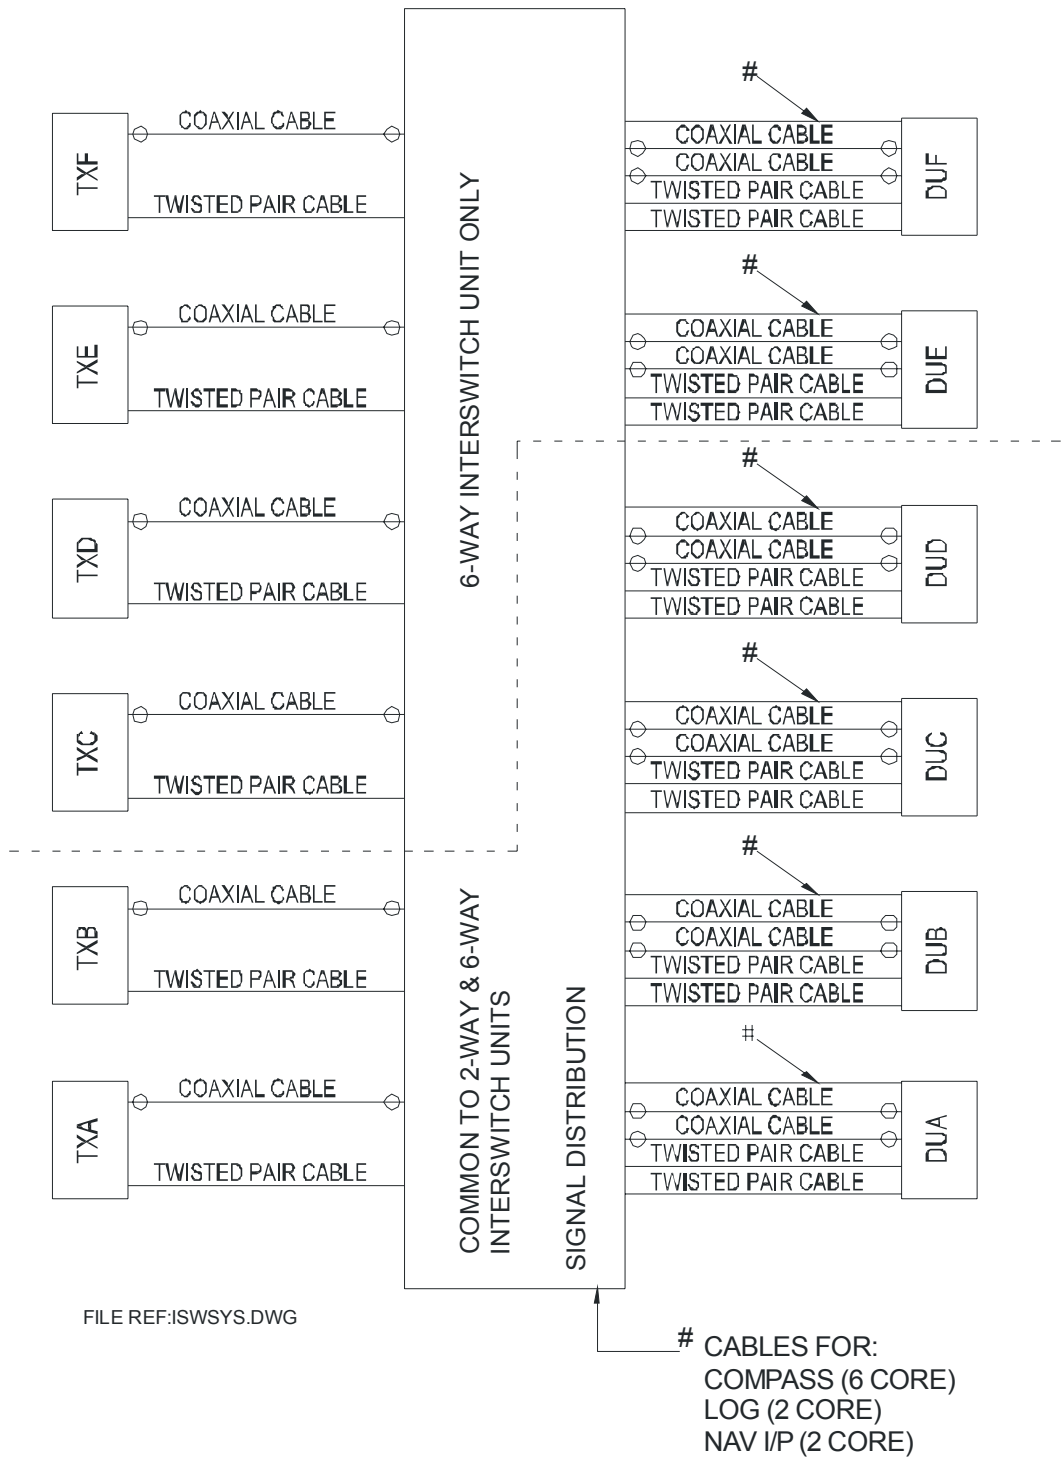 #
COAXIAL CABLE
TWISTED PAIR CABLE
TXF
COAXIAL CABLE
COAXIAL CABLE
TWISTED PAIR CABLE
TWISTED PAIR CABLE
DUF
#
COAXIAL CABLE
TWISTED PAIR CABLE
TXE
COAXIAL CABLE
COAXIAL CABLE
TWISTED PAIR CABLE
TWISTED PAIR CABLE
DUE
6-WAY INTERSWITCH UNIT ONLY
#
COAXIAL CABLE
TWISTED PAIR CABLE
TXD
COAXIAL CABLE
COAXIAL CABLE
TWISTED PAIR CABLE
TWISTED PAIR CABLE
DUD
#
COAXIAL CABLE
TWISTED PAIR CABLE
TXC
COAXIAL CABLE
COAXIAL CABLE
TWISTED PAIR CABLE
TWISTED PAIR CABLE
DUC
#
COAXIAL CABLE
TWISTED PAIR CABLE
TXB
COAXIAL CABLE
COAXIAL CABLE
TWISTED PAIR CABLE
TWISTED PAIR CABLE
DUB
COMMON TO 2-WAY & 6-WAY
INTERSWITCH UNITS
SIGNAL DISTRIBUTION
#
COAXIAL CABLE
TWISTED PAIR CABLE
TXA
COAXIAL CABLE
COAXIAL CABLE
TWISTED PAIR CABLE
TWISTED PAIR CABLE
DUA
FILE REF:ISWSYS.DWG
# CABLES FOR:
COMPASS (6 CORE)
LOG (2 CORE)
NAV I/P (2 CORE)